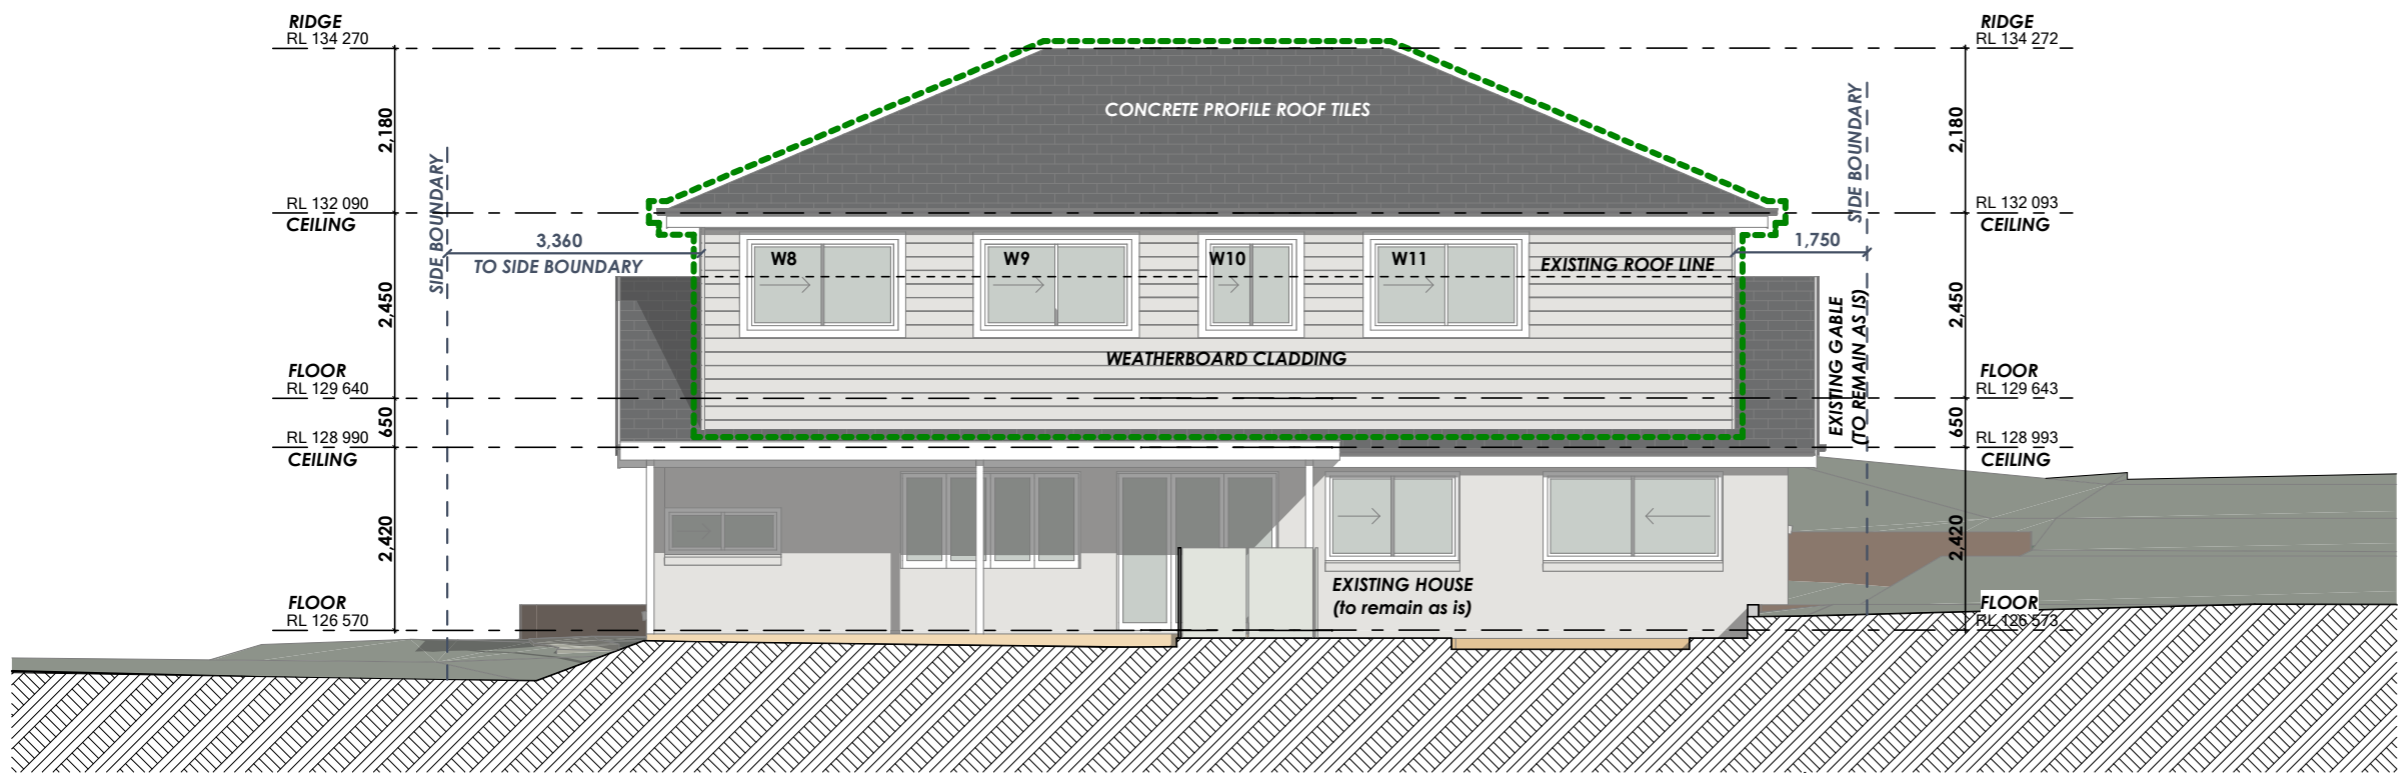 RIDGE
RL 134 270
2,180
RL 132 090
CEILING
2,450
FLOOR
RL 129 640
650
RL 128 990
CEILING
2,420
FLOOR
RL 126 570
SIDE BOUNDARY
3,360
TO SIDE BOUNDARY
CONCRETE PROFILE ROOF TILES
W8
W9
W10
W11
EXISTING ROOF LINE
WEATHERBOARD CLADDING
EXISTING HOUSE
(to remain as is)
1,750
SIDE BOUNDARY
EXISTING GABLE
(TO REMAIN AS IS)
RIDGE
RL 134 272
2,180
RL 132 093
CEILING
2,450
FLOOR
RL 129 643
650
RL 128 993
CEILING
2,420
FLOOR
RL 126 573